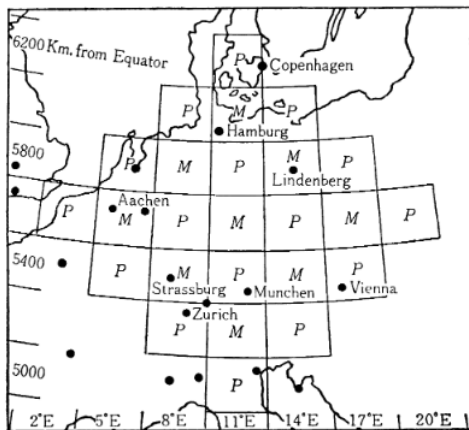 6200 Km. from Equator
P Copenhagen
P M P
Hamburg
5800
P M P M P
Lindenberg
Aachen
P M P M P M P
5400
P M P M P
Strassburg Munchen Vienna
Zurich
P M P
5000
P
2°E 5°E 8°E 11°E 14°E 17°E 20°E